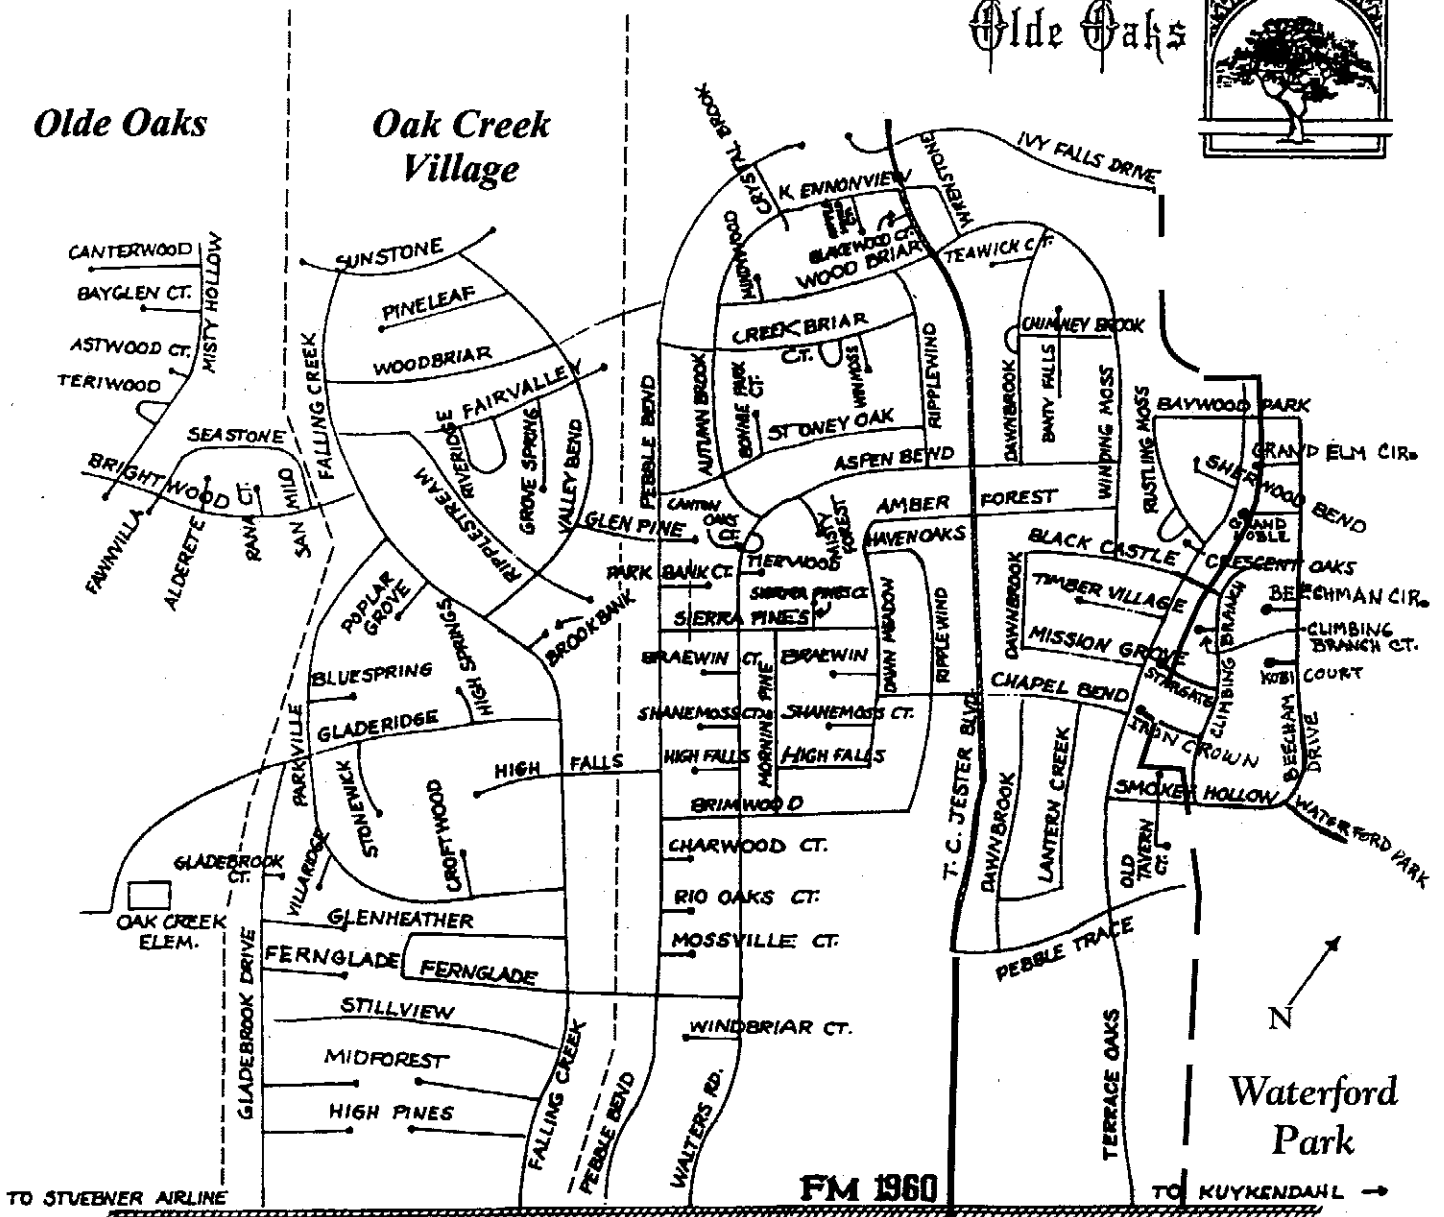 Olde Oaks
Olde Oaks
Oak Creek
Village
CRYSTAL BROOK
KENNONVIEW
WRENSTONE
IVY FALLS DRIVE
CANTERWOOD
MISTY HOLLOW
BAYGLEN CT.
ASTWOOD CT.
TERIWOOD
SEASTONE
BRIGHTWOOD
FAWNVILLA
ALDERETE
RANA CT.
SAN MILO
SUNSTONE
PINELEAF
WOODBRIAR
FAIRVALLEY
FALLING CREEK
RIVERIDGE
GROVE SPRING
VALLEY BEND
RIPPLESTREAM
GLEN PINE
POPLAR
GROVE
HIGH SPRINGS
BROOKBANK
BLUESPRING
GLADERIDGE
PARKVILLE
STONEWICK
CROFTWOOD
HIGH FALLS
VILLARIDGE
GLADEBROOK
CT.
OAK CREEK
ELEM.
GLENHEATHER
FERNGLADE
FERNGLADE
STILLVIEW
MIDFOREST
HIGH PINES
GLADEBROOK DRIVE
FALLING CREEK
PEBBLE BEND
WALTERS RD.
BLAKEWOOD CT.
WOOD BRIAR
TEAWICK CT.
CREEK BRIAR
CT.
WINMOSS
AUTUMN BROOK
BONNIE PARK
CT.
STONEY OAK
RIPPLEWIND
PEBBLE BEND
ASPEN BEND
DAWNBROOK
BANTY FALLS
CHIMNEY BROOK
WINDING MOSS
RUSTLING MOSS
BAYWOOD PARK
GRAND ELM CIR.
SHERWOOD BEND
GRAND
NOBLE
CRESCENT OAKS
CANYON
OAKS
CT.
MISTY
FOREST
AMBER FOREST
HAVEN OAKS
BLACK CASTLE
TIMBER VILLAGE
MISSION GROVE
DAWNBROOK
CLIMBING BRANCH
BEECHMAN CIR.
CLIMBING
BRANCH CT.
KOBI COURT
STARGATE
PARK BANK CT.
TIERWOOD
SIERRA PINES CT.
SIERRA PINES
BRAEWIN CT.
BRAEWIN
DAWN MEADOW
RIPPLEWIND
MORNING PINE
SHANEMOSS CT.
SHANEMOSS CT.
HIGH FALLS
HIGH FALLS
BRIMWOOD
CHAPEL BEND
IRON CROWN
BEECHAM
DRIVE
SMOKEY HOLLOW
WATERFORD PARK
T. C. JESTER BLVD.
DAWNBROOK
LANTERN CREEK
OLD
TAVERN
CT.
CHARWOOD CT.
RIO OAKS CT.
MOSSVILLE CT.
WINDBRIAR CT.
PEBBLE TRACE
TERRACE OAKS
N
Waterford
Park
TO STUEBNER AIRLINE
FM 1960
TO KUYKENDAHL →